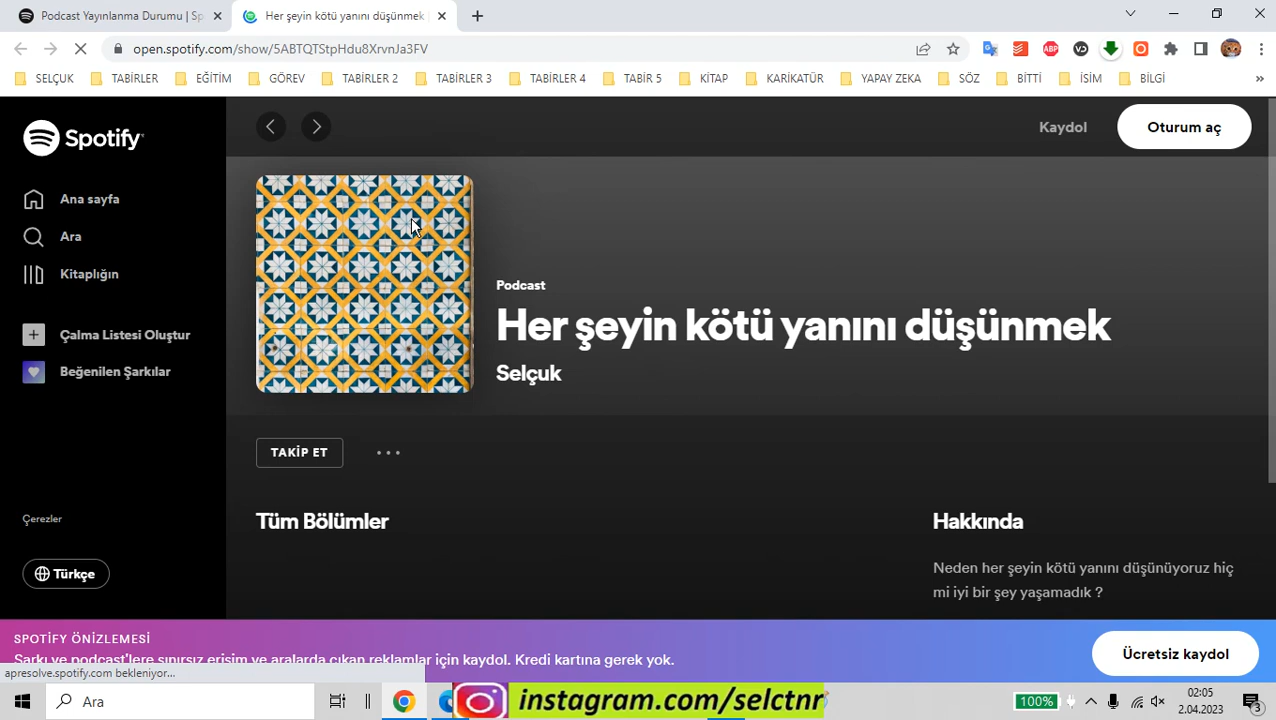 Podcast Yayınlanma Durumu | Sp
Her şeyin kötü yanını düşünmek |
open.spotify.com/show/5ABTQTStpHdu8XrvnJa3FV
SELÇUK
TABİRLER
EĞİTİM
GÖREV
TABİRLER 2
TABİRLER 3
TABİRLER 4
TABİR 5
KİTAP
KARİKATÜR
YAPAY ZEKA
SÖZ
BİTTİ
İSİM
BİLGİ
»
Spotify
Kaydol
Oturum aç
Ana sayfa
Ara
Kitaplığın
Çalma Listesi Oluştur
Beğenilen Şarkılar
Podcast
Her şeyin kötü yanını düşünmek
Selçuk
TAKİP ET
Tüm Bölümler
Hakkında
Neden her şeyin kötü yanını düşünüyoruz hiç
mi iyi bir şey yaşamadık ?
Çerezler
Türkçe
SPOTİFY ÖNİZLEMESİ
Şarkı ve podcast'lere sınırsız erişim ve aralarda çıkan reklamlar için kaydol. Kredi kartına gerek yok.
Ücretsiz kaydol
apresolve.spotify.com bekleniyor...
Ara
instagram.com/selctnr
100%
02:05
2.04.2023
3